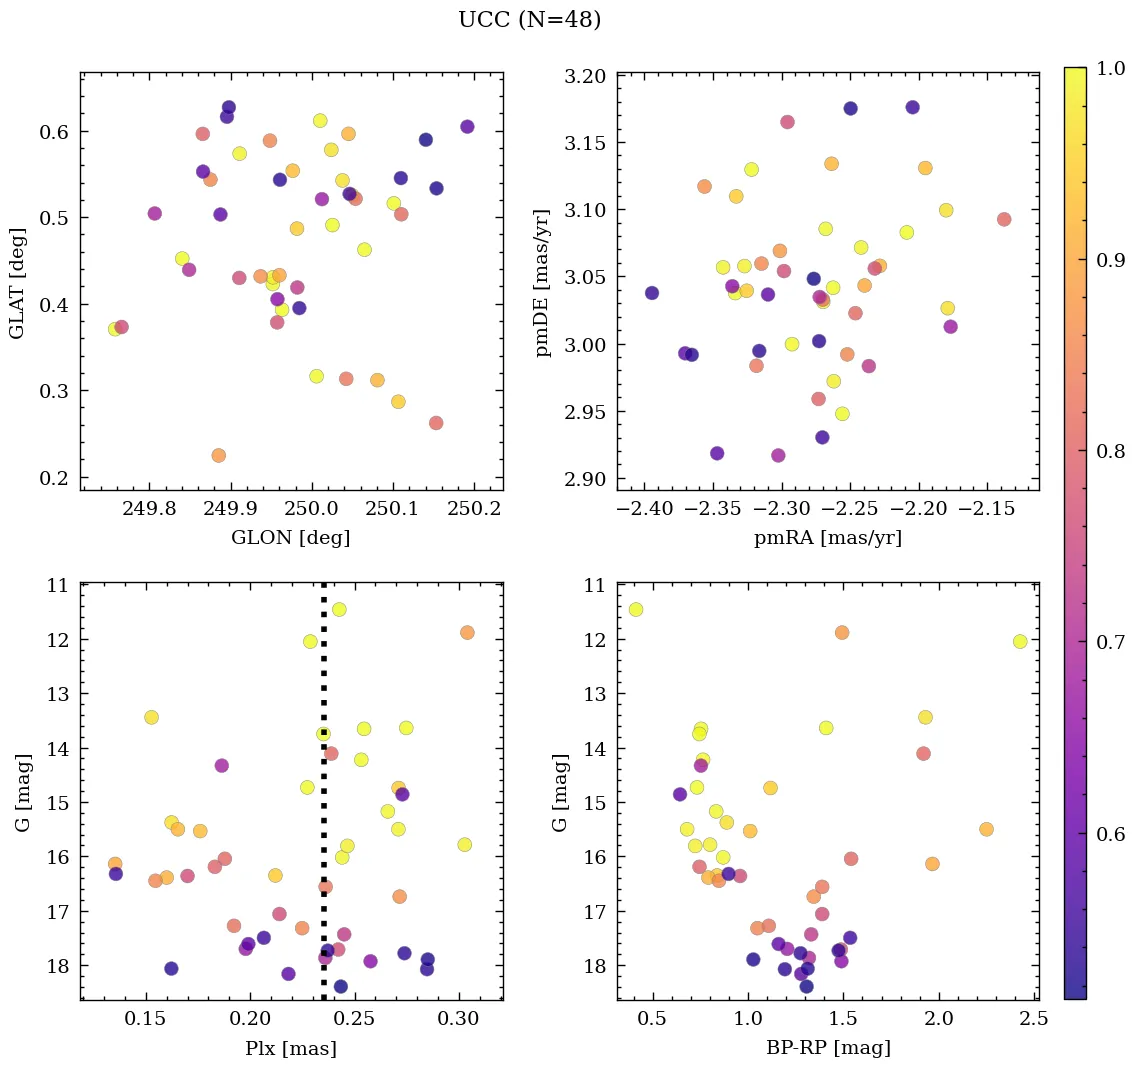 UCC (N=48)
0.6
0.5
0.4
0.3
0.2
GLAT [deg]
249.8 249.9 250.0 250.1 250.2
GLON [deg]
3.20
3.15
3.10
3.05
3.00
2.95
2.90
pmDE [mas/yr]
−2.40 −2.35 −2.30 −2.25 −2.20 −2.15
pmRA [mas/yr]
1.0
0.9
0.8
0.7
0.6
11
12
13
14
15
16
17
18
G [mag]
0.15 0.20 0.25 0.30
Plx [mas]
11
12
13
14
15
16
17
18
G [mag]
0.5 1.0 1.5 2.0 2.5
BP-RP [mag]